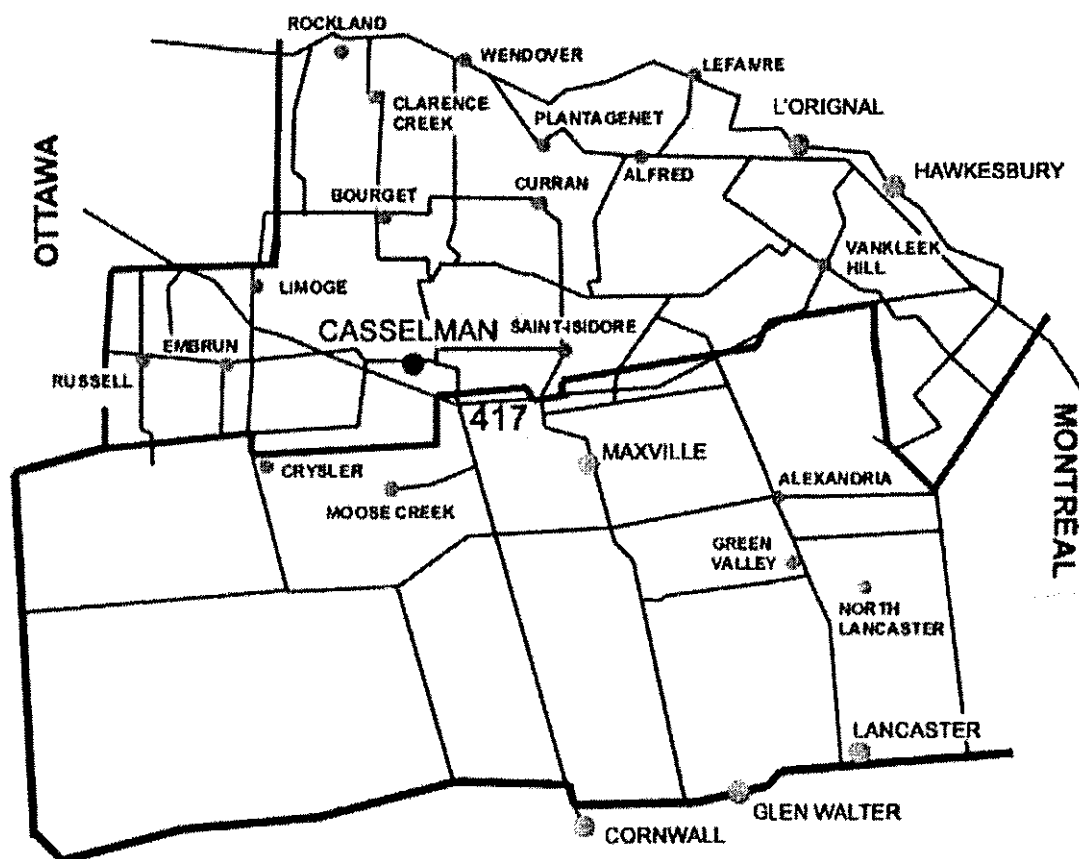 ROCKLAND
WENDOVER
LEFAIVRE
CLARENCE
CREEK
PLANTAGENET
L'ORIGNAL
OTTAWA
BOURGET
CURRAN
ALFRED
HAWKESBURY
VANKLEEK
HILL
LIMOGE
CASSELMAN
SAINT-ISIDORE
EMBRUN
RUSSELL
417
MAXVILLE
MONTREAL
CRYSLER
MOOSE CREEK
ALEXANDRIA
GREEN
VALLEY
NORTH
LANCASTER
LANCASTER
GLEN WALTER
CORNWALL